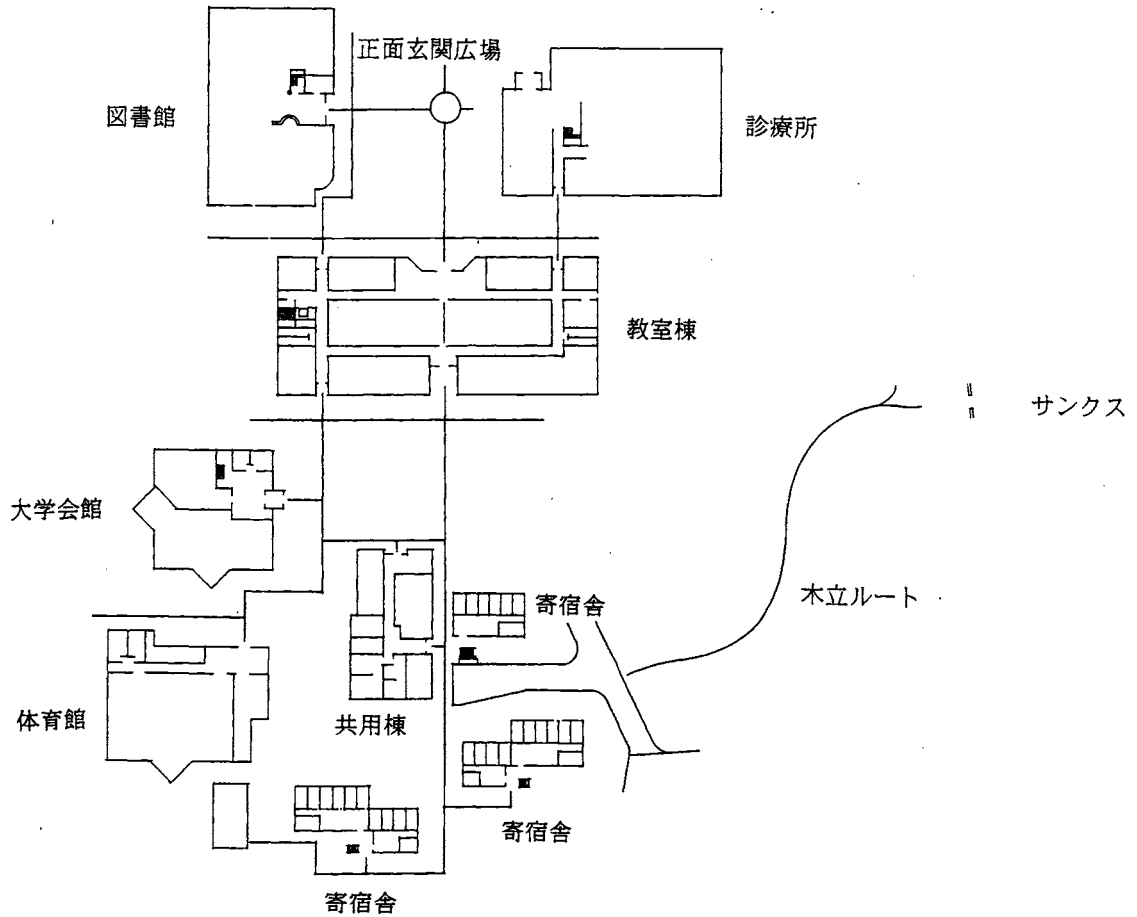 正面玄関広場
図書館
診療所
教室棟
サンクス
大学会館
木立ルート
寄宿舎
体育館
共用棟
寄宿舎
寄宿舎